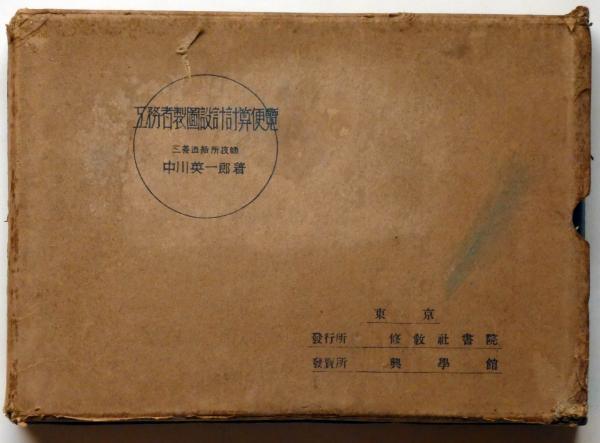 工務者製圖設計計算便覽
三菱造船所技師
中川英一郎著
東京
發行所 修敎社書院
發賣所 興學館